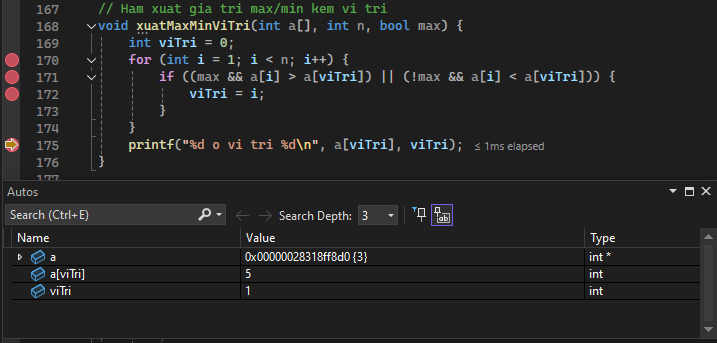 167 // Ham xuat gia tri max/min kem vi tri
168 void xuatMaxMinViTri(int a[], int n, bool max) {
169 int viTri = 0;
170 for (int i = 1; i < n; i++) {
171 if ((max && a[i] > a[viTri]) || (!max && a[i] < a[viTri])) {
172 viTri = i;
173 }
174 }
175 printf("%d o vi tri %d\n", a[viTri], viTri); ≤ 1ms elapsed
176 }
177
Autos
Search (Ctrl+E) Search Depth: 3
Name Value Type
a 0x00000028318ff8d0 {3} int *
a[viTri] 5 int
viTri 1 int